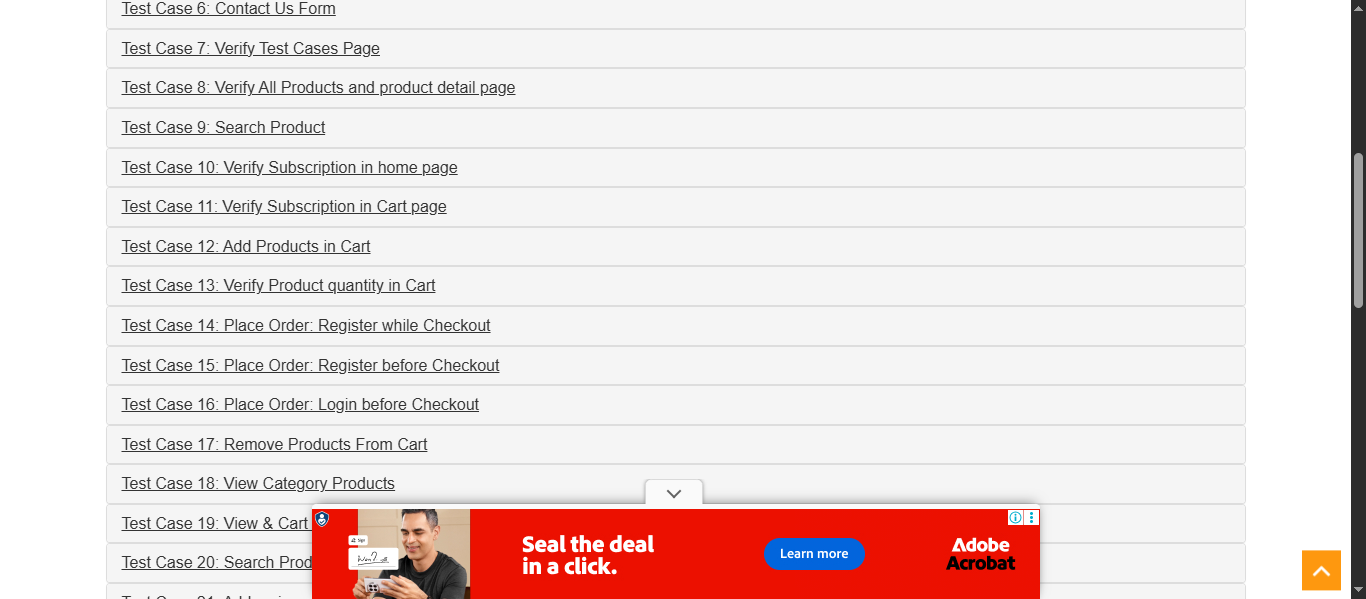 Test Case 6: Contact Us Form
Test Case 7: Verify Test Cases Page
Test Case 8: Verify All Products and product detail page
Test Case 9: Search Product
Test Case 10: Verify Subscription in home page
Test Case 11: Verify Subscription in Cart page
Test Case 12: Add Products in Cart
Test Case 13: Verify Product quantity in Cart
Test Case 14: Place Order: Register while Checkout
Test Case 15: Place Order: Register before Checkout
Test Case 16: Place Order: Login before Checkout
Test Case 17: Remove Products From Cart
Test Case 18: View Category Products
Test Case 19: View & Cart
Test Case 20: Search Prod
Seal the deal
in a click.
Learn more
Adobe
Acrobat